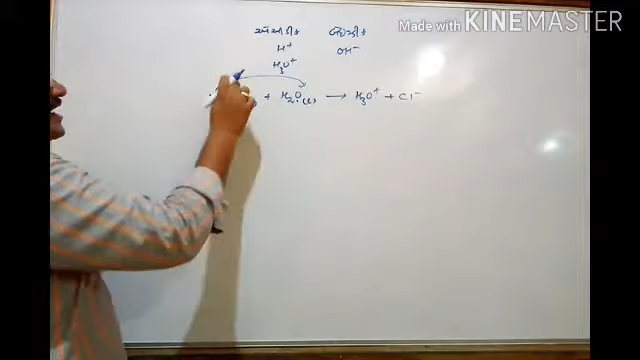 Made with KINEMASTER
એસીડીક બેઇઝીક
H⁺ OH⁻
H₃O⁺
+ H₂O(l) ⟶ H₃O⁺ + Cl⁻